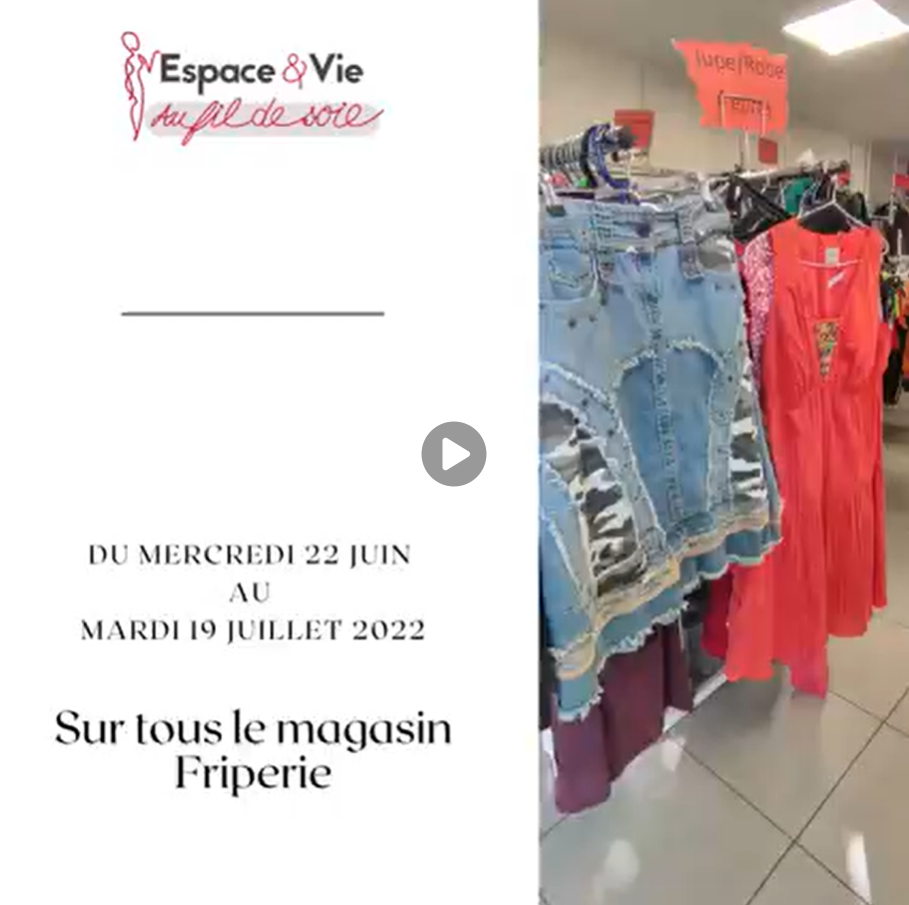 Espace & Vie
Au fil de soie
Jupe/Robe
DU MERCREDI 22 JUIN
AU
MARDI 19 JUILLET 2022
Sur tous le magasin
Friperie